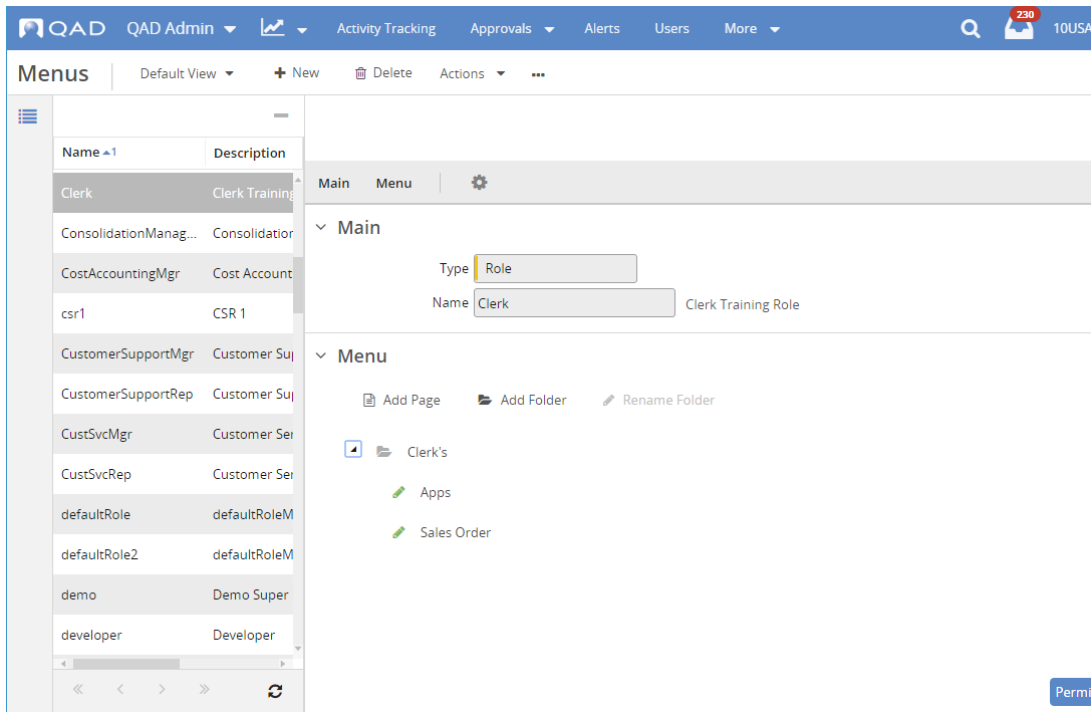 QAD QAD Admin Activity Tracking Approvals Alerts Users More 230 10USA
Menus Default View New Delete Actions
Name 1 Description
Clerk Clerk Training
ConsolidationManag... Consolidation
CostAccountingMgr Cost Account
csr1 CSR 1
CustomerSupportMgr Customer Su
CustomerSupportRep Customer Su
CustSvcMgr Customer Ser
CustSvcRep Customer Ser
defaultRole defaultRoleM
defaultRole2 defaultRoleM
demo Demo Super
developer Developer
Main Menu
Main
Type Role
Name Clerk Clerk Training Role
Menu
Add Page Add Folder Rename Folder
Clerk's
Apps
Sales Order
Permi